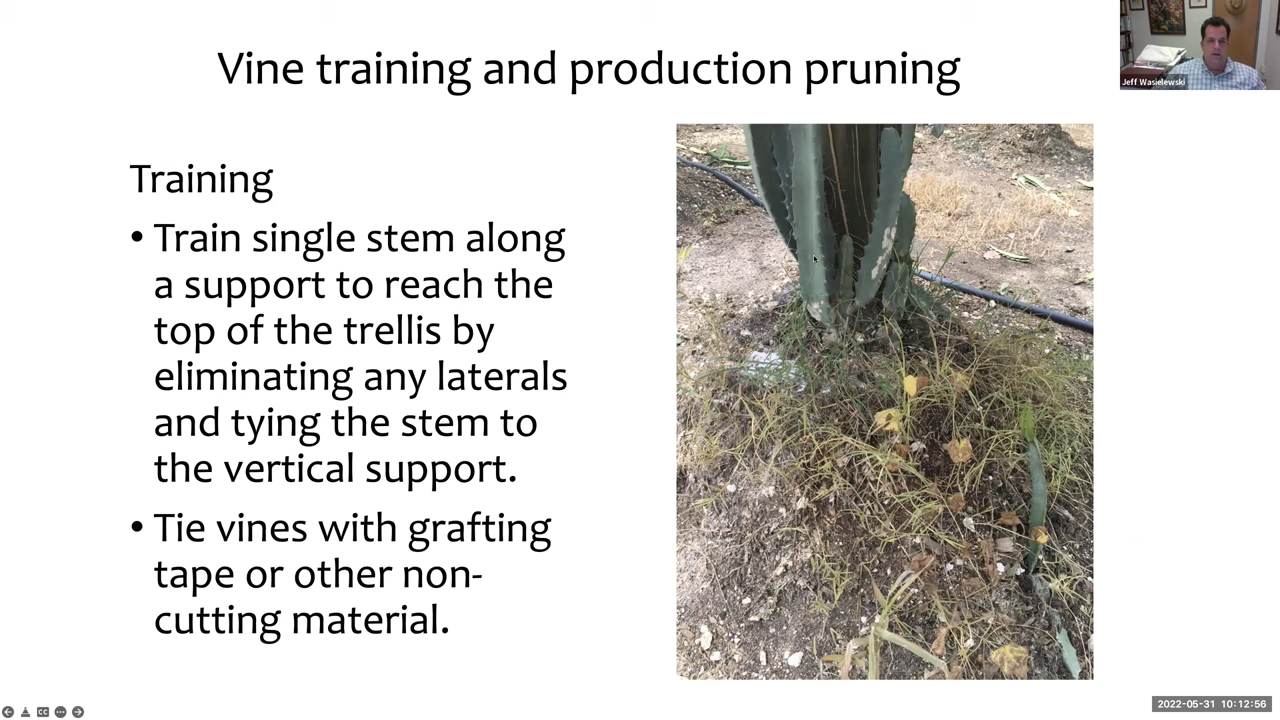 Vine training and production pruning
Jeff Wasielewski
Training
• Train single stem along
a support to reach the
top of the trellis by
eliminating any laterals
and tying the stem to
the vertical support.
• Tie vines with grafting
tape or other non-
cutting material.
CC
2022-05-31 10:12:56